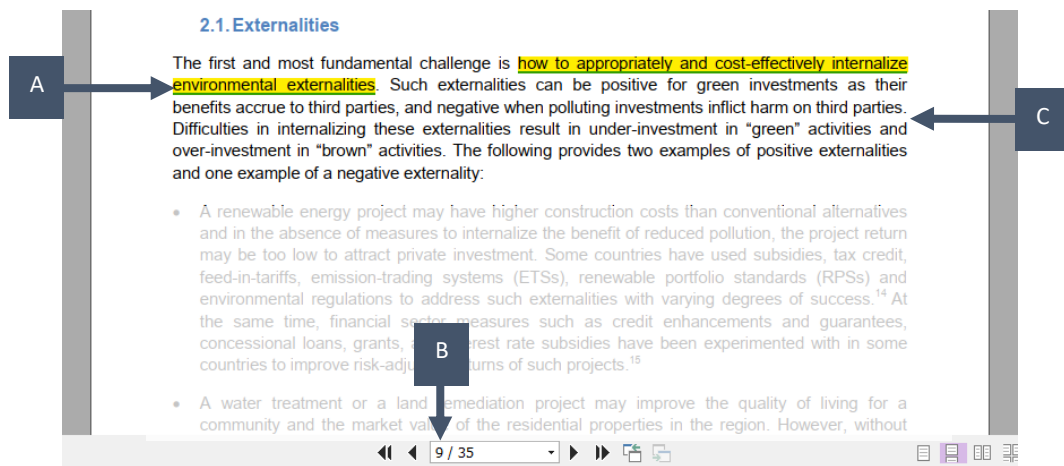 2.1. Externalities
The first and most fundamental challenge is how to appropriately and cost-effectively internalize
A
environmental externalities. Such externalities can be positive for green investments as their
benefits accrue to third parties, and negative when polluting investments inflict harm on third parties.
C
Difficulties in internalizing these externalities result in under-investment in “green” activities and
over-investment in “brown” activities. The following provides two examples of positive externalities
and one example of a negative externality:
• A renewable energy project may have higher construction costs than conventional alternatives
and in the absence of measures to internalize the benefit of reduced pollution, the project return
may be too low to attract private investment. Some countries have used subsidies, tax credit,
feed-in-tariffs, emission-trading systems (ETSs), renewable portfolio standards (RPSs) and
environmental regulations to address such externalities with varying degrees of success.14 At
the same time, financial sector measures such as credit enhancements and guarantees,
concessional loans, grants, erest rate subsidies have been experimented with in some
B
countries to improve risk-adju turns of such projects.15
• A water treatment or a land emediation project may improve the quality of living for a
community and the market val of the residential properties in the region. However, without
9 / 35